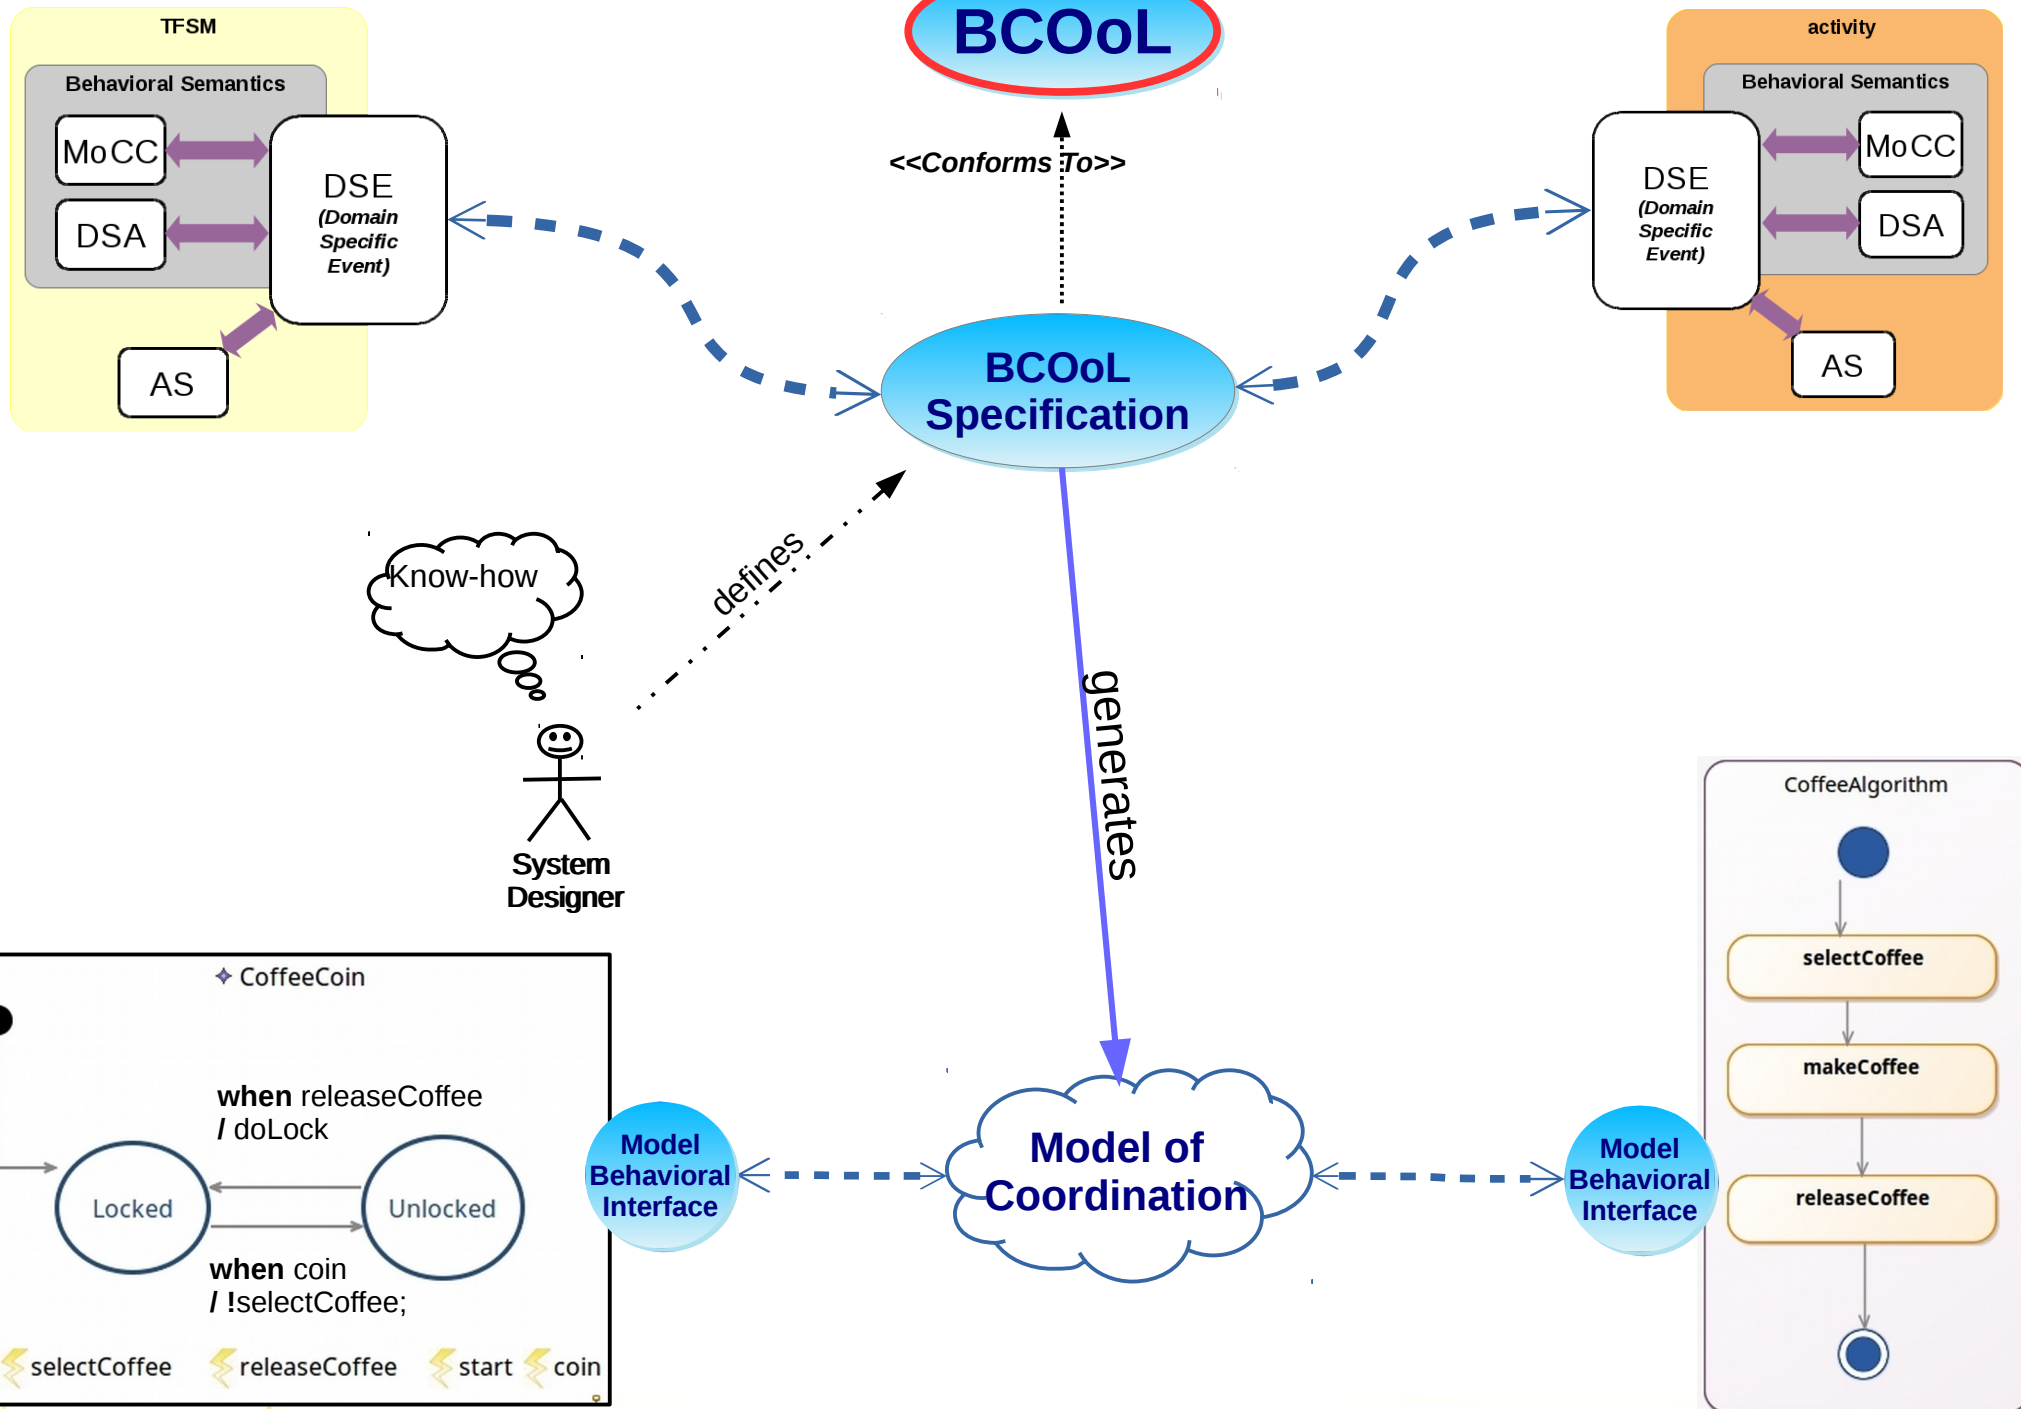 TFSM
Behavioral Semantics
MoCC
DSA
DSE
(Domain
Specific
Event)
AS
BCOoL
<<Conforms To>>
BCOoL
Specification
activity
Behavioral Semantics
DSE
(Domain
Specific
Event)
MoCC
DSA
AS
Know-how
defines
System
Designer
generates
CoffeeCoin
when releaseCoffee
/ doLock
Locked
Unlocked
when coin
/ !selectCoffee;
selectCoffee
releaseCoffee
start
coin
Model
Behavioral
Interface
Model of
Coordination
Model
Behavioral
Interface
CoffeeAlgorithm
selectCoffee
makeCoffee
releaseCoffee